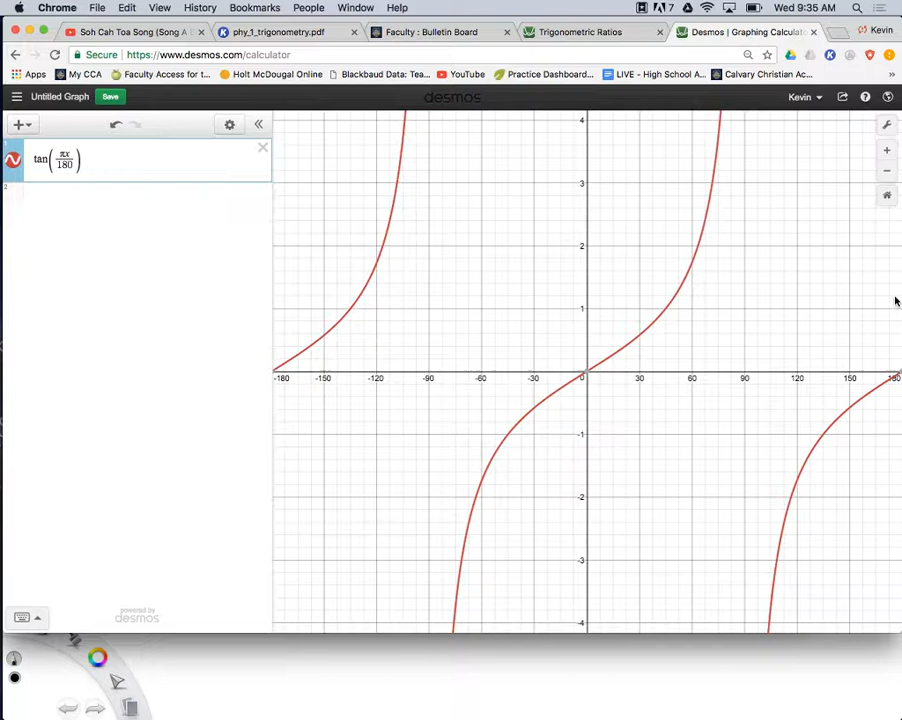 Chrome File Edit View History Bookmarks Window People Help 7 Wed 9:35 AM
Soh Cah Toa Song (Song A C phy_1_trigonometry.pdf Faculty : Bulletin Board Trigonometric Ratios Desmos | Graphing Calculato Kevin
Secure https://www.desmos.com/calculator
Apps My CCA Faculty Access for t... Holt McDougal Online Blackbaud Data: Tea... YouTube Practice Dashboard... LIVE - High School A... Calvary Christian Ac...
Untitled Graph Save desmos Kevin
1
tan(πx/180)
2
4
3
2
1
-180 -150 -120 -90 -60 -30 0 30 60 90 120 150 180
-1
-2
-3
-4
powered by
desmos